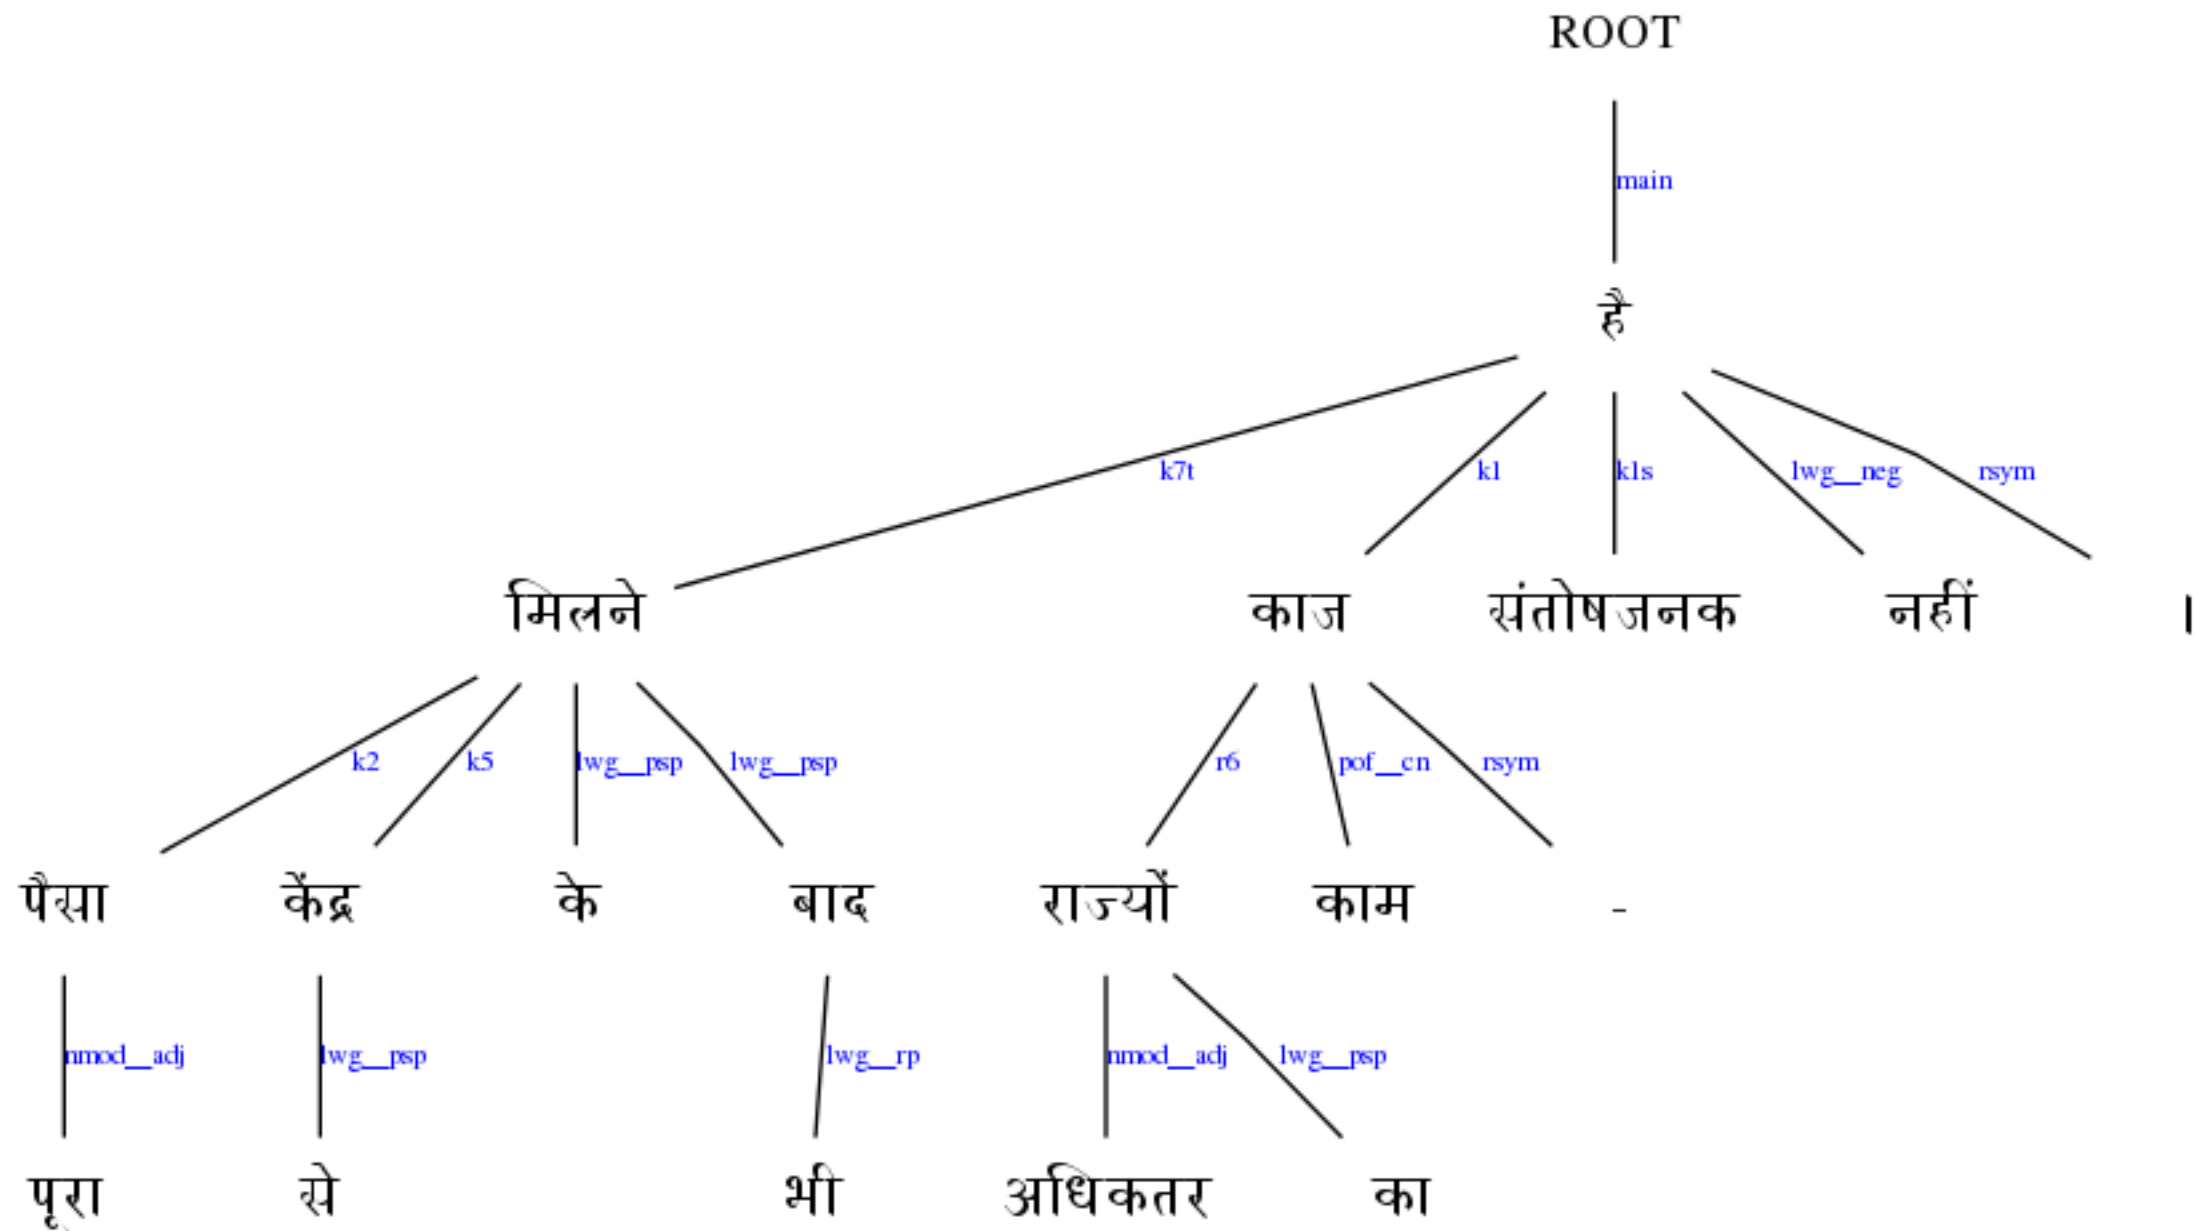 ROOT
main
है
k7t k1 k1s lwg__neg rsym
मिलने काज संतोषजनक नहीं ।
k2 k5 lwg__psp lwg__psp r6 pof__cn rsym
पैसा केंद्र के बाद राज्यों काम -
nmod__adj lwg__psp lwg__rp nmod__adj lwg__psp
पूरा से भी अधिकतर का